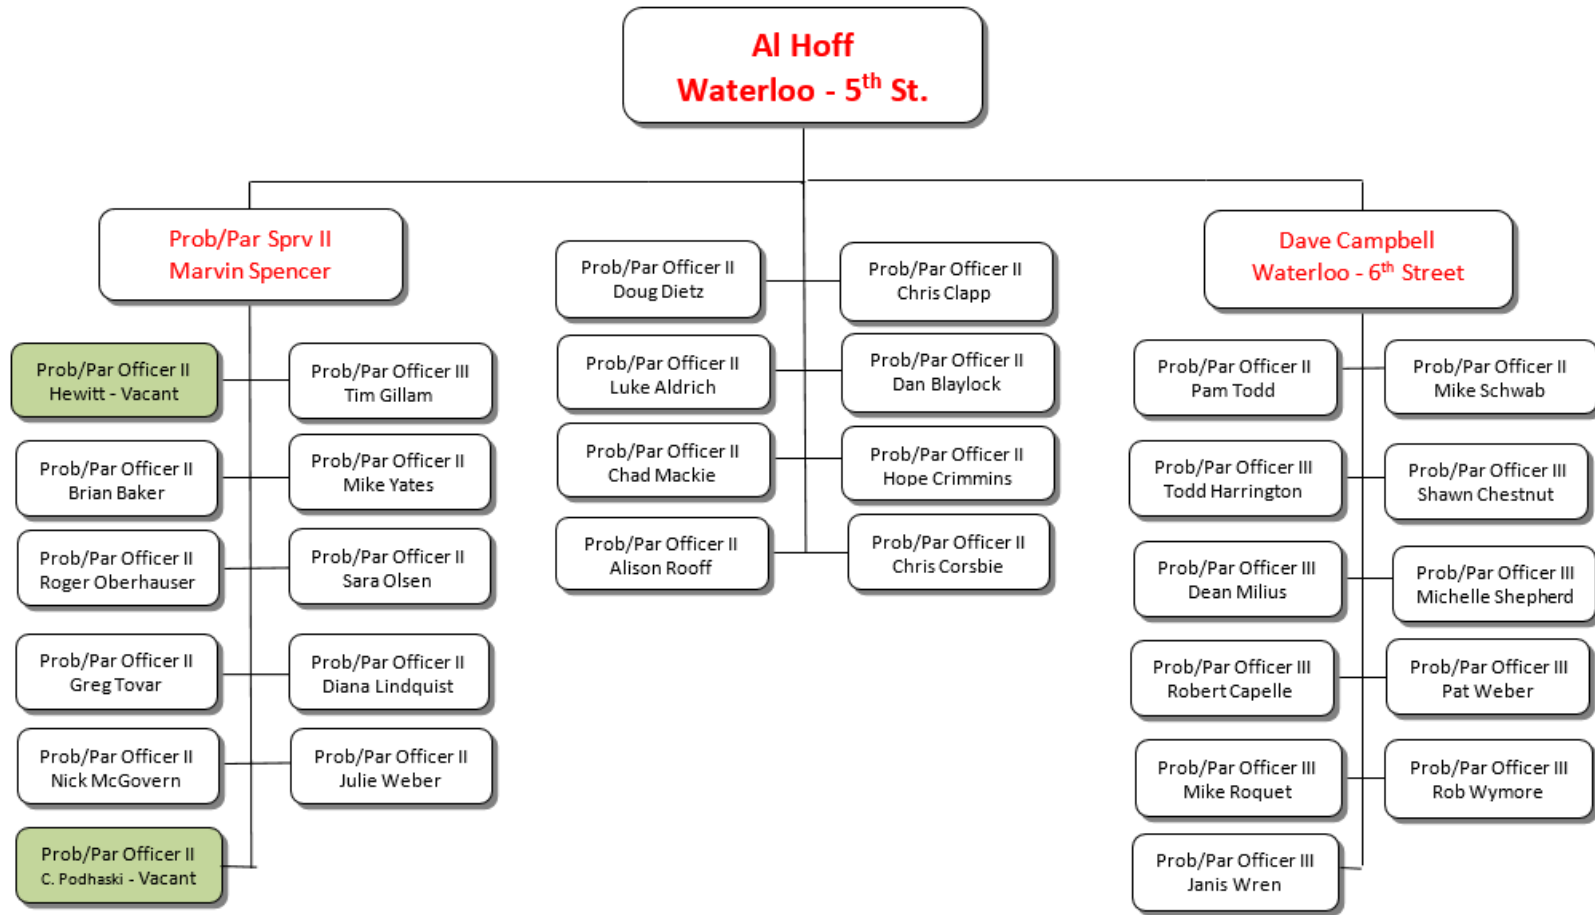 Al Hoff
Waterloo - 5th St.
Prob/Par Sprv II
Marvin Spencer
Prob/Par Officer II
Hewitt - Vacant
Prob/Par Officer III
Tim Gillam
Prob/Par Officer II
Brian Baker
Prob/Par Officer II
Mike Yates
Prob/Par Officer II
Roger Oberhauser
Prob/Par Officer II
Sara Olsen
Prob/Par Officer II
Greg Tovar
Prob/Par Officer II
Diana Lindquist
Prob/Par Officer II
Nick McGovern
Prob/Par Officer II
Julie Weber
Prob/Par Officer II
C. Podhaski - Vacant
Prob/Par Officer II
Doug Dietz
Prob/Par Officer II
Chris Clapp
Prob/Par Officer II
Luke Aldrich
Prob/Par Officer II
Dan Blaylock
Prob/Par Officer II
Chad Mackie
Prob/Par Officer II
Hope Crimmins
Prob/Par Officer II
Alison Rooff
Prob/Par Officer II
Chris Corsbie
Dave Campbell
Waterloo - 6th Street
Prob/Par Officer II
Pam Todd
Prob/Par Officer II
Mike Schwab
Prob/Par Officer III
Todd Harrington
Prob/Par Officer III
Shawn Chestnut
Prob/Par Officer III
Dean Milius
Prob/Par Officer III
Michelle Shepherd
Prob/Par Officer III
Robert Capelle
Prob/Par Officer III
Pat Weber
Prob/Par Officer III
Mike Roquet
Prob/Par Officer III
Rob Wymore
Prob/Par Officer III
Janis Wren